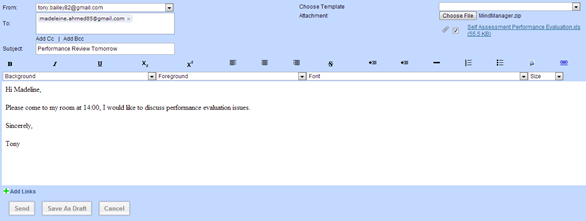 From: tony.bailey82@gmail.com Choose Template
To: madeleine.ahmed85@gmail.com × Attachment Choose File MindManager.zip
Self Assessment Performance Evaluation.xls (55.5 KB)
Add Cc | Add Bcc
Subject: Performance Review Tomorrow
B I U X₂ X² S
Background Foreground Font Size
Hi Madeline,
Please come to my room at 14:00, I would like to discuss performance evaluation issues.
Sincerely,
Tony
Add Links
Send Save As Draft Cancel